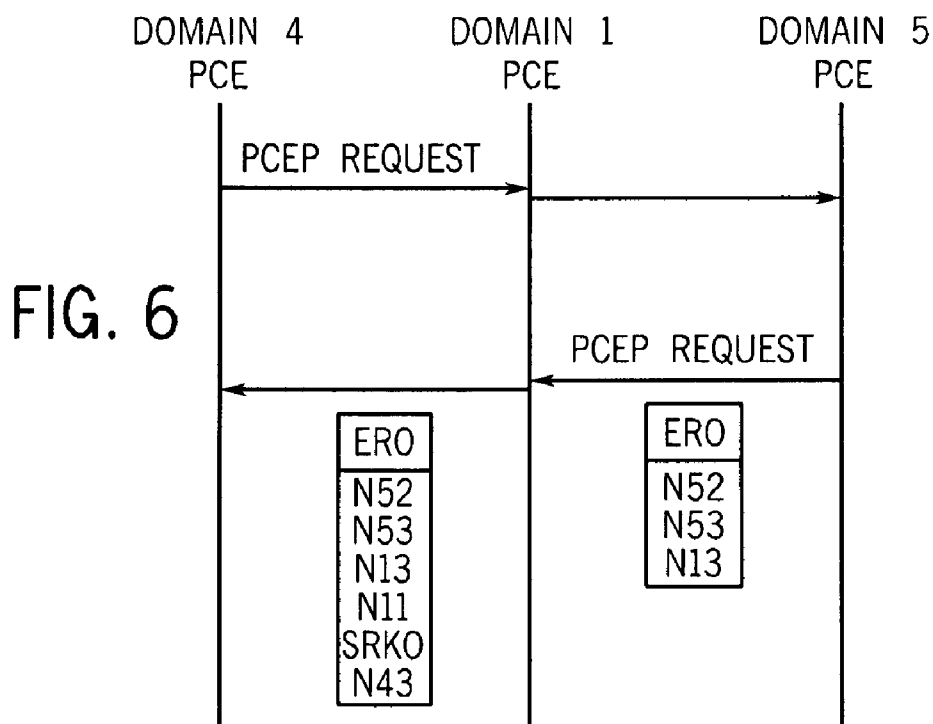 DOMAIN 4 PCE
DOMAIN 1 PCE
DOMAIN 5 PCE
PCEP REQUEST
FIG. 6
PCEP REQUEST
ERO
N52
N53
N13
N11
SRKO
N43
ERO
N52
N53
N13